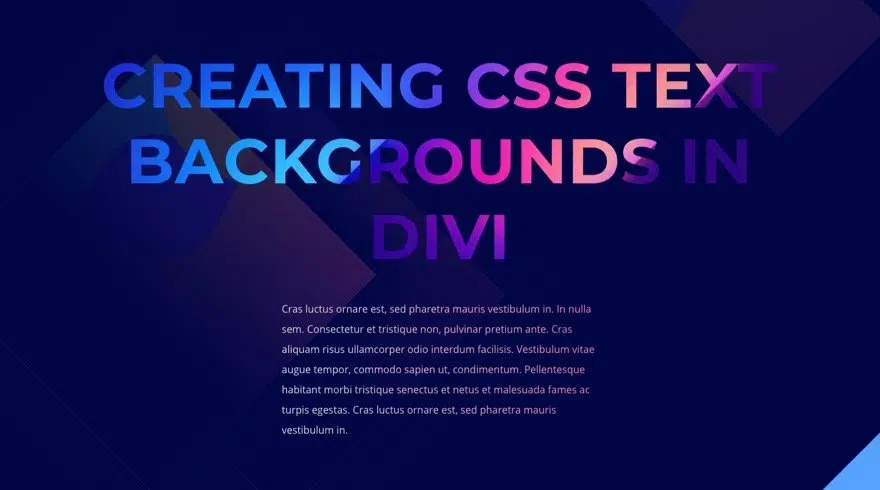 CREATING CSS TEXT
BACKGROUNDS IN
DIVI
Cras luctus ornare est, sed pharetra mauris vestibulum in. In nulla
sem. Consectetur et tristique non, pulvinar pretium ante. Cras
aliquam risus ullamcorper odio interdum facilisis. Vestibulum vitae
augue tempor, commodo sapien ut, condimentum. Pellentesque
habitant morbi tristique senectus et netus et malesuada fames ac
turpis egestas. Cras luctus ornare est, sed pharetra mauris
vestibulum in.